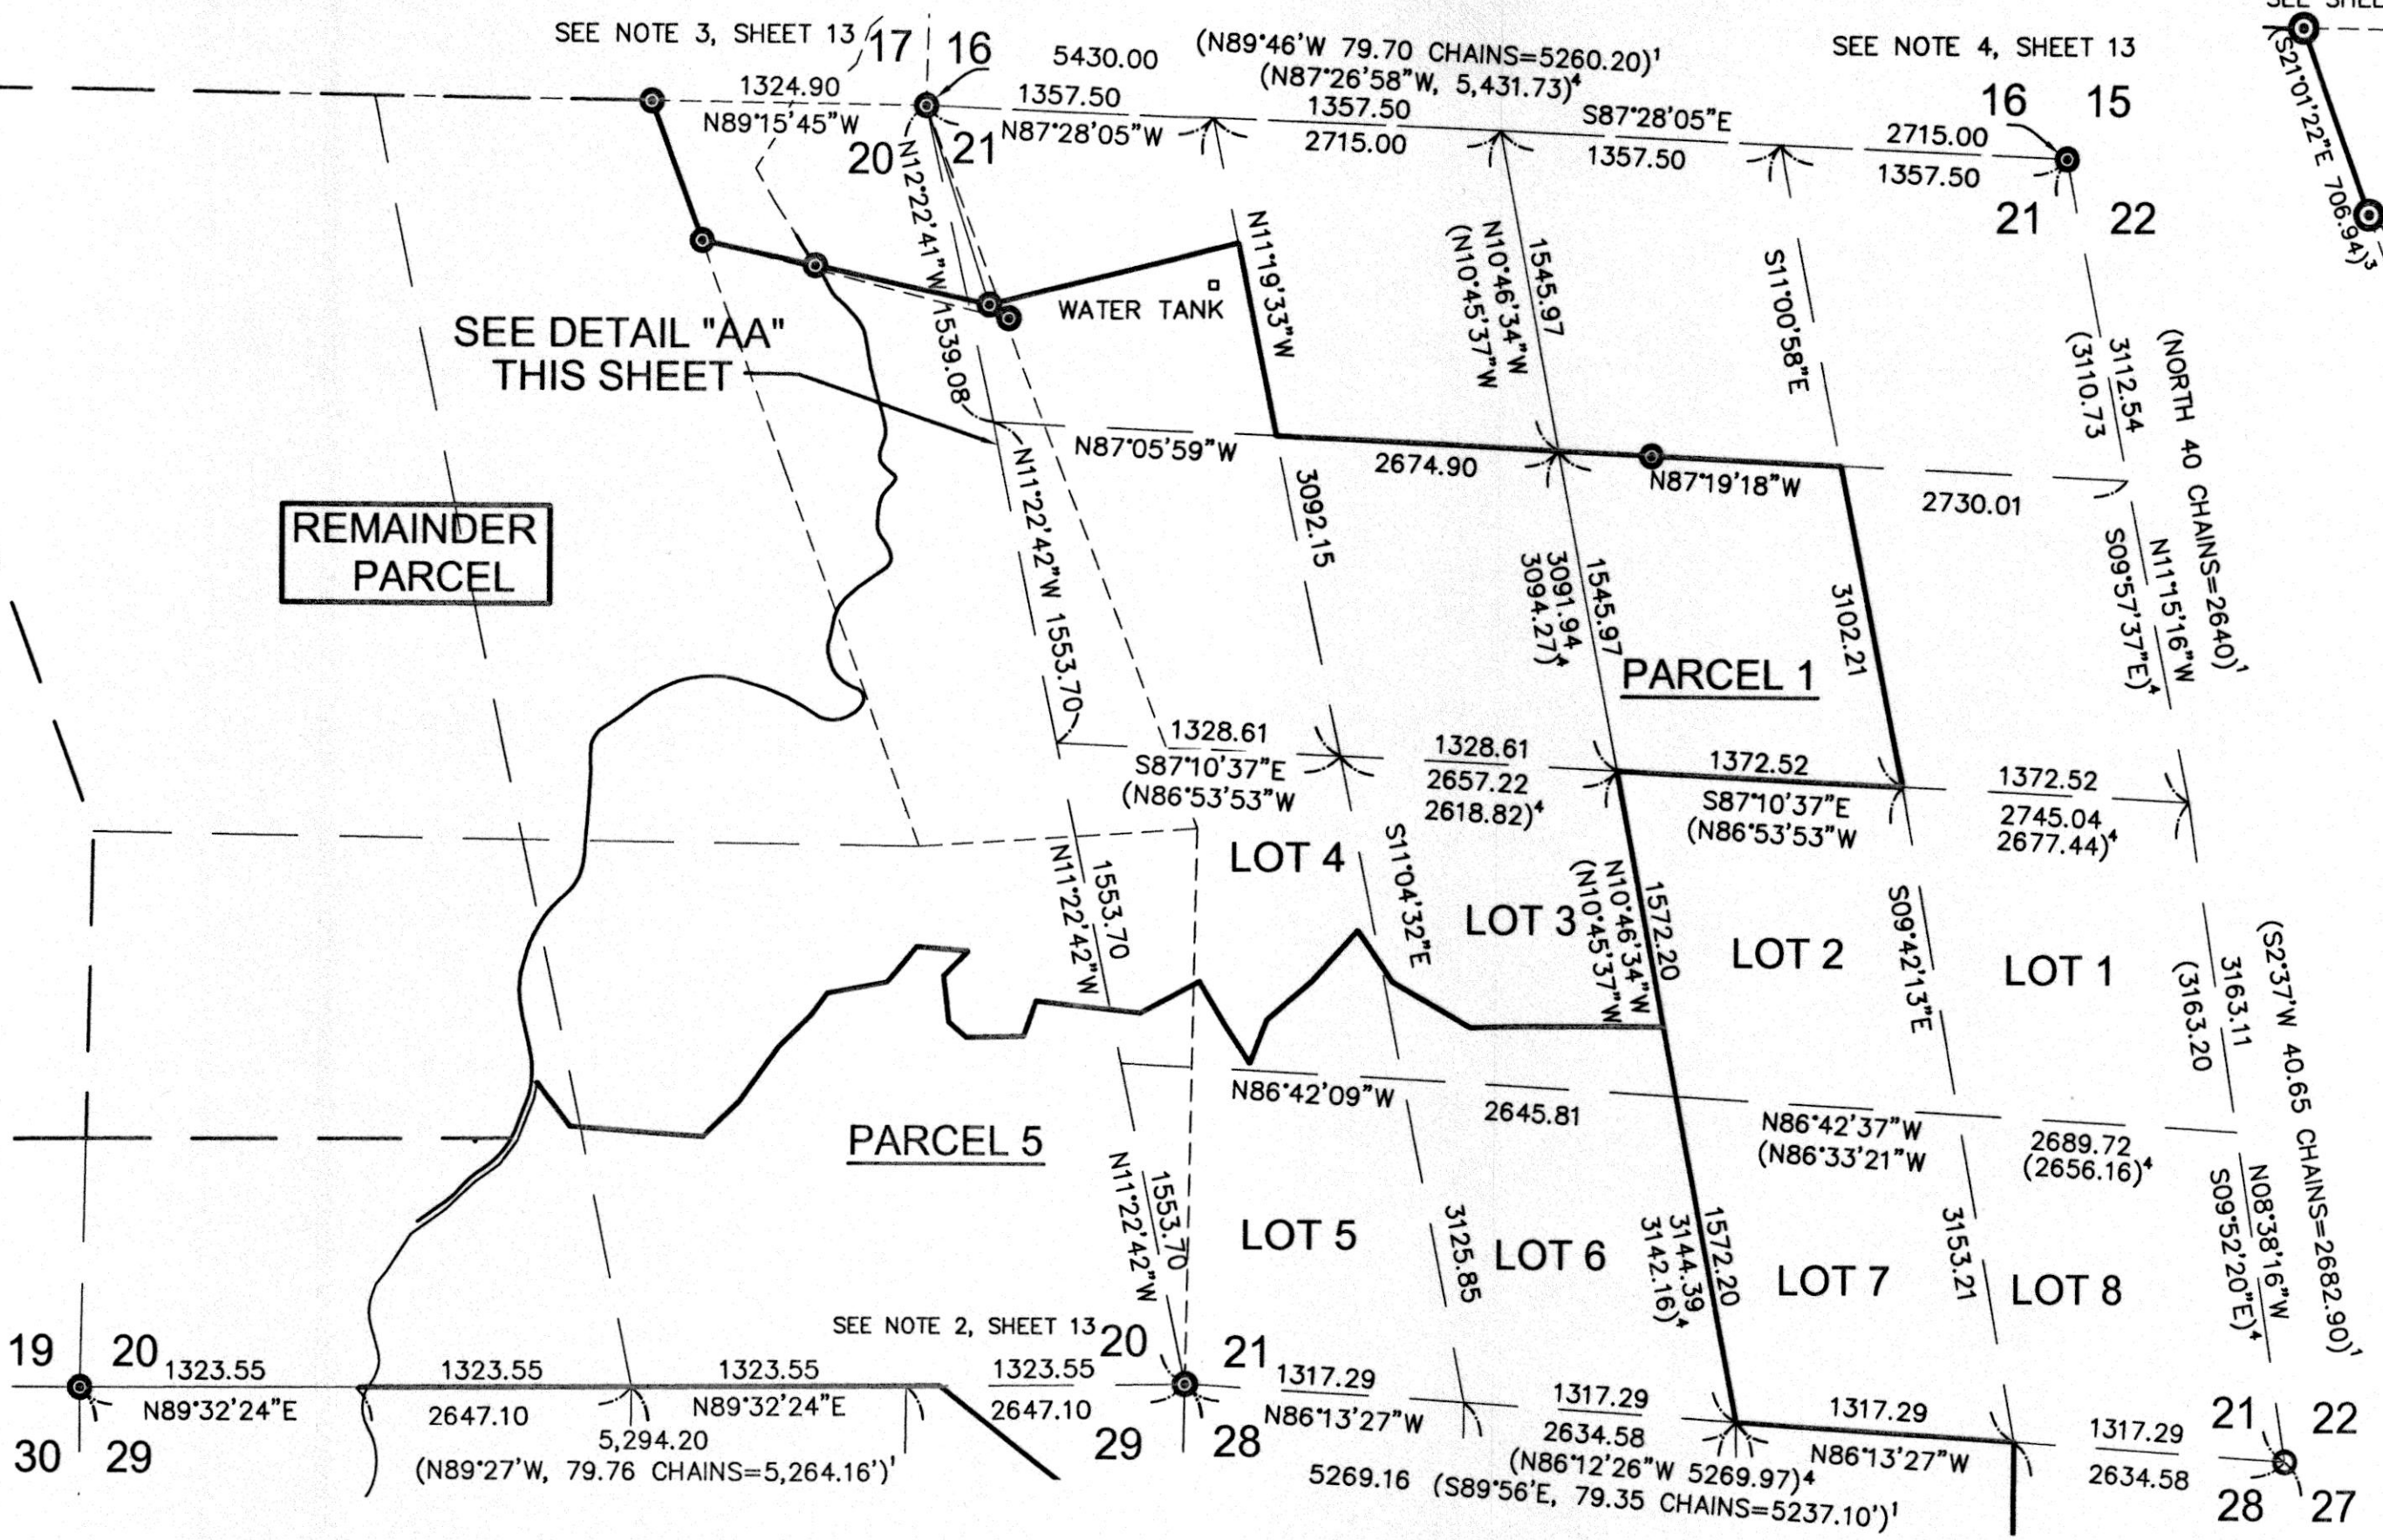 SEE NOTE 3, SHEET 13
17
16
5430.00
(N89°46'W 79.70 CHAINS=5260.20)¹
(N87°26'58"W, 5,431.73)⁴
SEE NOTE 4, SHEET 13
16
15
(S21°01'22"E 706.94)³
1324.90
N89°15'45"W
20
21
1357.50
N87°28'05"W
1357.50
2715.00
S87°28'05"E
1357.50
2715.00
1357.50
21
22
N12°22'41"W 1539.08
WATER TANK
N11°19'33"W
1545.97
N10°46'34"W
(N10°45'37"W
S11°00'58"E
3112.54
(3110.73
(NORTH 40 CHAINS=2640)¹
SEE DETAIL "AA"
THIS SHEET
N87°05'59"W
2674.90
N87°19'18"W
2730.01
REMAINDER
PARCEL
N11°22'42"W 1553.70
3092.15
1545.97
3091.94
3094.27)⁴
3102.21
N11°15'16"W
S09°57'37"E)⁴
PARCEL 1
1328.61
S87°10'37"E
(N86°53'53"W
1328.61
2657.22
2618.82)⁴
1372.52
S87°10'37"E
(N86°53'53"W
1372.52
2745.04
2677.44)⁴
1553.70
N11°22'42"W
LOT 4
S11°04'32"E
LOT 3
1572.20
N10°46'34"W
(N10°45'37"W
LOT 2
S09°42'13"E
LOT 1
3163.11
(3163.20
(S2°37'W 40.65 CHAINS=2682.90)¹
N86°42'09"W
2645.81
N86°42'37"W
(N86°33'21"W
2689.72
(2656.16)⁴
PARCEL 5
1553.70
N11°22'42"W
LOT 5
3125.85
LOT 6
1572.20
3144.39
3142.16)⁴
LOT 7
3153.21
LOT 8
N08°38'16"W
S09°52'20"E)⁴
SEE NOTE 2, SHEET 13
19
20
1323.55
N89°32'24"E
1323.55
2647.10
1323.55
N89°32'24"E
1323.55
2647.10
20
21
1317.29
N86°13'27"W
1317.29
2634.58
1317.29
N86°13'27"W
1317.29
2634.58
21
22
30
29
5,294.20
(N89°27'W, 79.76 CHAINS=5,264.16')¹
29
28
(N86°12'26"W 5269.97)⁴
5269.16 (S89°56'E, 79.35 CHAINS=5237.10')¹
28
27